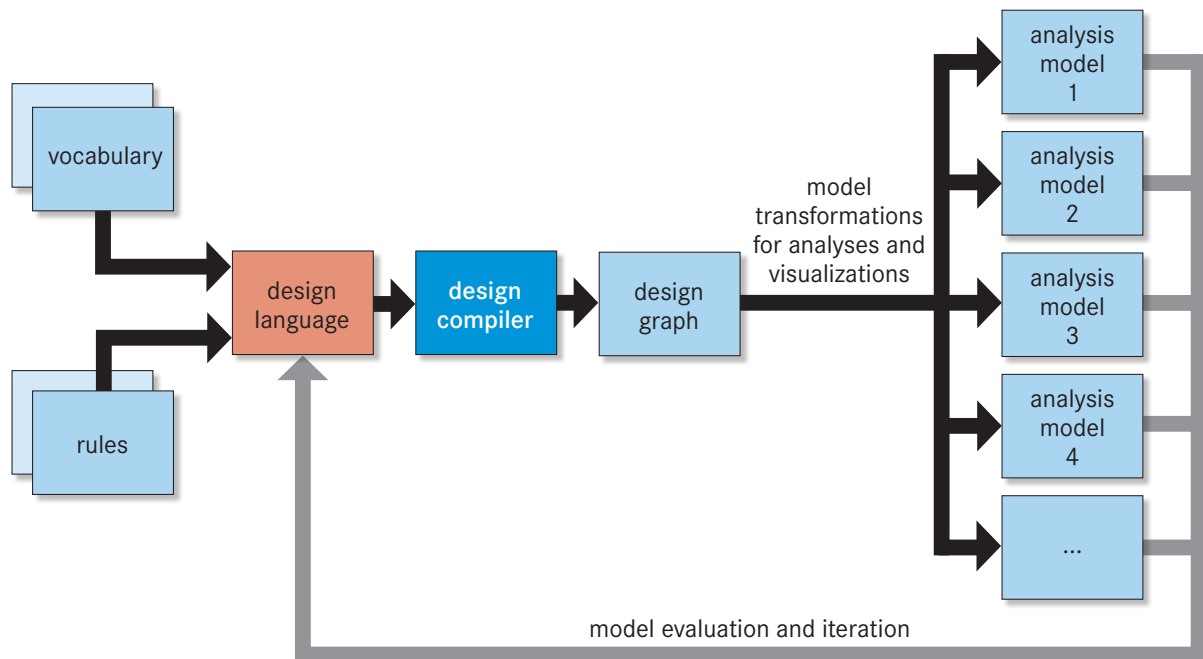 vocabulary
rules
design
language
design
compiler
design
graph
model
transformations
for analyses and
visualizations
analysis
model
1
analysis
model
2
analysis
model
3
analysis
model
4
...
model evaluation and iteration